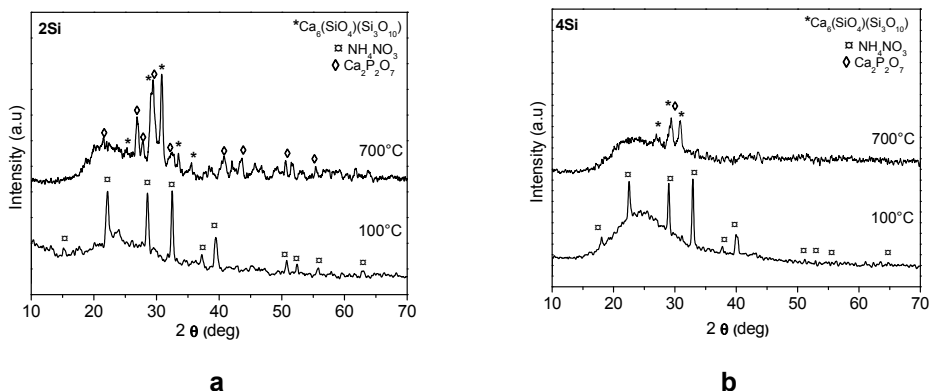 2Si
*Ca6(SiO4)(Si3O10)
¤ NH4NO3
◊ Ca2P2O7
700°C
100°C
Intensity (a.u)
10 20 30 40 50 60 70
2 θ (deg)
a
4Si
*Ca6(SiO4)(Si3O10)
¤ NH4NO3
◊ Ca2P2O7
700°C
100°C
Intensity (a.u)
10 20 30 40 50 60 70
2 θ (deg)
b